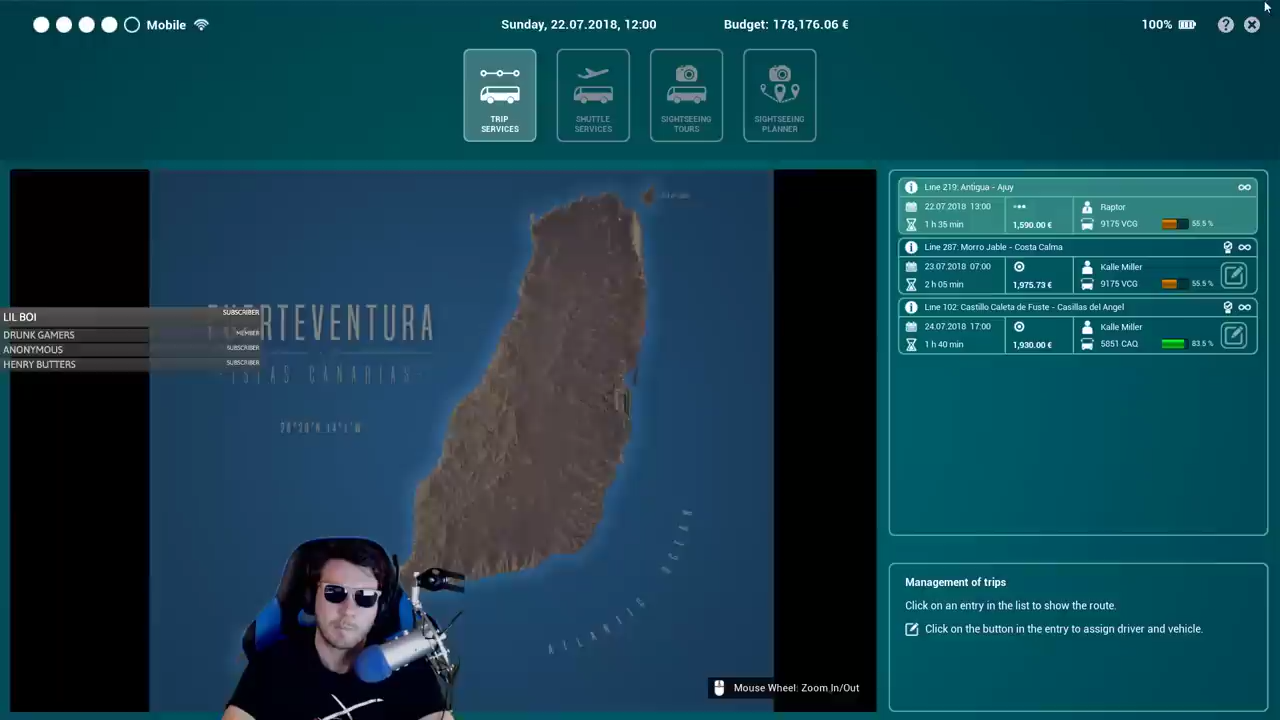 Mobile
Sunday, 22.07.2018, 12:00
Budget: 178,176.06 €
100%
TRIP
SERVICES
SHUTTLE
SERVICES
SIGHTSEEING
TOURS
SIGHTSEEING
PLANNER
LIL BOI SUBSCRIBER
DRUNK GAMERS MEMBER
ANONYMOUS SUBSCRIBER
HENRY BUTTERS SUBSCRIBER
FUERTEVENTURA
- ISLAS CANARIAS -
ATLANTIC OCEAN
Mouse Wheel: Zoom In/Out
Line 219: Antigua - Ajuy
22.07.2018 13:00
Raptor
1 h 35 min
1,590.00 €
9175 VCG
55.5 %
Line 287: Morro Jable - Costa Calma
23.07.2018 07:00
Kalle Miller
2 h 05 min
1,975.73 €
9175 VCG
55.5 %
Line 102: Castillo Caleta de Fuste - Casillas del Angel
24.07.2018 17:00
Kalle Miller
1 h 40 min
1,930.00 €
5851 CAQ
83.5 %
Management of trips
Click on an entry in the list to show the route.
Click on the button in the entry to assign driver and vehicle.